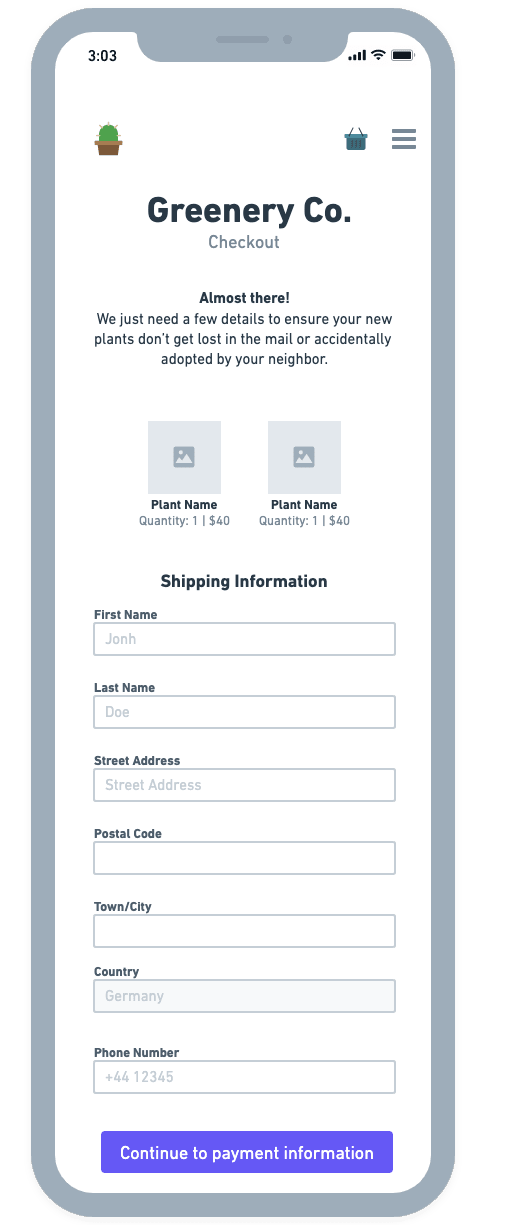 3:03
Greenery Co.
Checkout
Almost there!
We just need a few details to ensure your new
plants don't get lost in the mail or accidentally
adopted by your neighbor.
Plant Name
Quantity: 1 | $40
Plant Name
Quantity: 1 | $40
Shipping Information
First Name
Jonh
Last Name
Doe
Street Address
Street Address
Postal Code
Town/City
Country
Germany
Phone Number
+44 12345
Continue to payment information